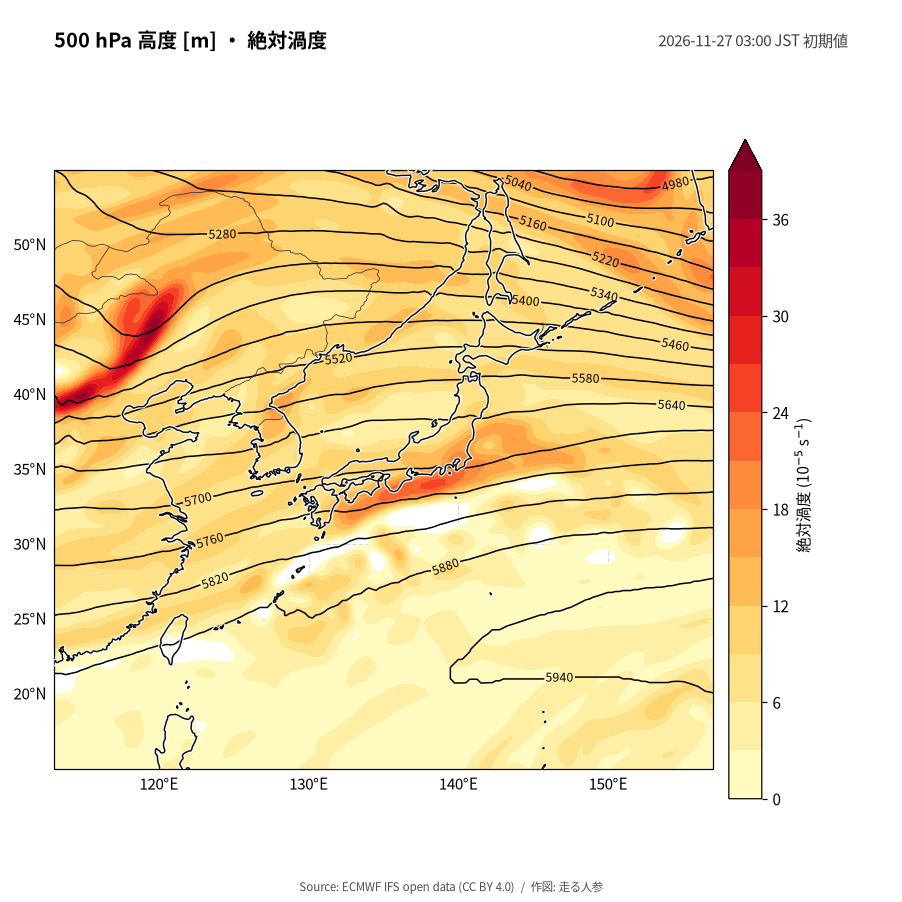 500 hPa 高度 [m] ・ 絶対渦度
2026-11-27 03:00 JST 初期値
5040
4980
5100
5160
5280
5220
5340
5400
5460
5520
5580
5640
5700
5760
5820
5880
5940
50°N
45°N
40°N
35°N
30°N
25°N
20°N
120°E
130°E
140°E
150°E
36
30
24
18
12
6
0
絶対渦度 (10⁻⁵ s⁻¹)
Source: ECMWF IFS open data (CC BY 4.0) / 作図: 走る人参